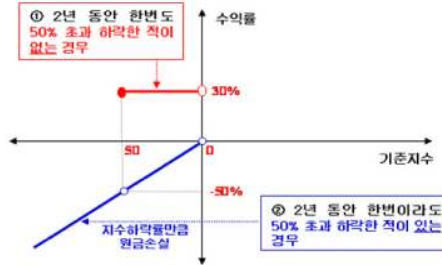 ① 2년 동안 한번도
50% 초과 하락한 적이
없는 경우
수익률
30%
50
0
기준지수
-50%
지수하락률만큼
원금손실
② 2년 동안 한번이라도
50% 초과 하락한 적이 있는
경우